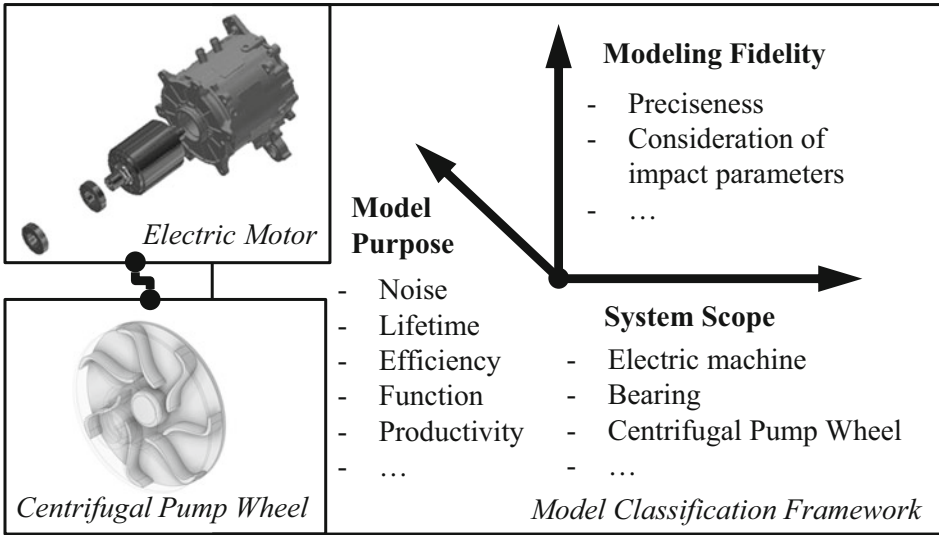 Electric Motor
Centrifugal Pump Wheel
Modeling Fidelity
- Preciseness
- Consideration of
impact parameters
- …
Model
Purpose
- Noise
- Lifetime
- Efficiency
- Function
- Productivity
- …
System Scope
- Electric machine
- Bearing
- Centrifugal Pump Wheel
- …
Model Classification Framework